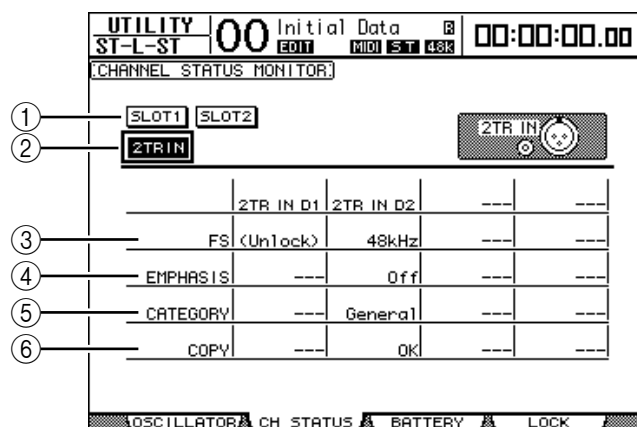 UTILITY 00 Initial Data R 00:00:00.00
ST-L-ST EDIT MIDI ST 48K
CHANNEL STATUS MONITOR
① SLOT1 SLOT2
② 2TR IN 2TR IN
2TR IN D1 2TR IN D2 --- ---
③ FS (Unlock) 48kHz --- ---
④ EMPHASIS --- Off --- ---
⑤ CATEGORY --- General --- ---
⑥ COPY --- OK --- ---
OSCILLATOR CH STATUS BATTERY LOCK